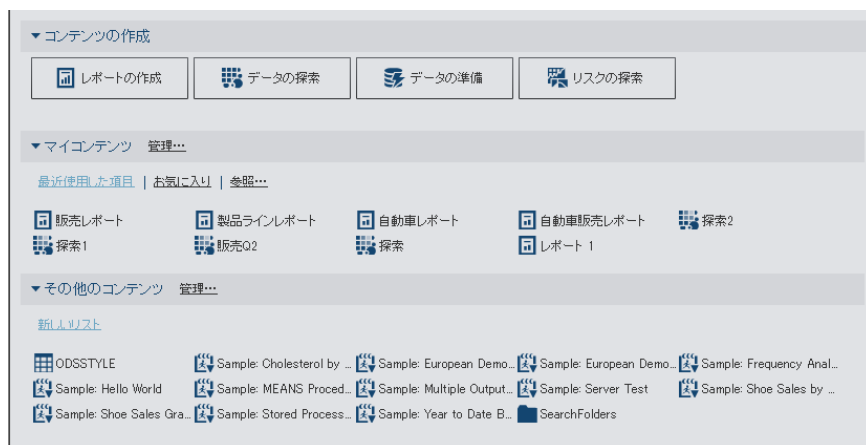 コンテンツの作成
レポートの作成 データの探索 データの準備 リスクの探索
マイコンテンツ 管理…
最近使用した項目 | お気に入り | 参照…
販売レポート 製品ラインレポート 自動車レポート 自動車販売レポート 探索2
探索1 販売Q2 探索 レポート 1
その他のコンテンツ 管理…
新しいリスト
ODSSTYLE Sample: Cholesterol by ... Sample: European Demo... Sample: European Demo... Sample: Frequency Anal...
Sample: Hello World Sample: MEANS Proced... Sample: Multiple Output... Sample: Server Test Sample: Shoe Sales by ...
Sample: Shoe Sales Gra... Sample: Stored Process... Sample: Year to Date B... SearchFolders